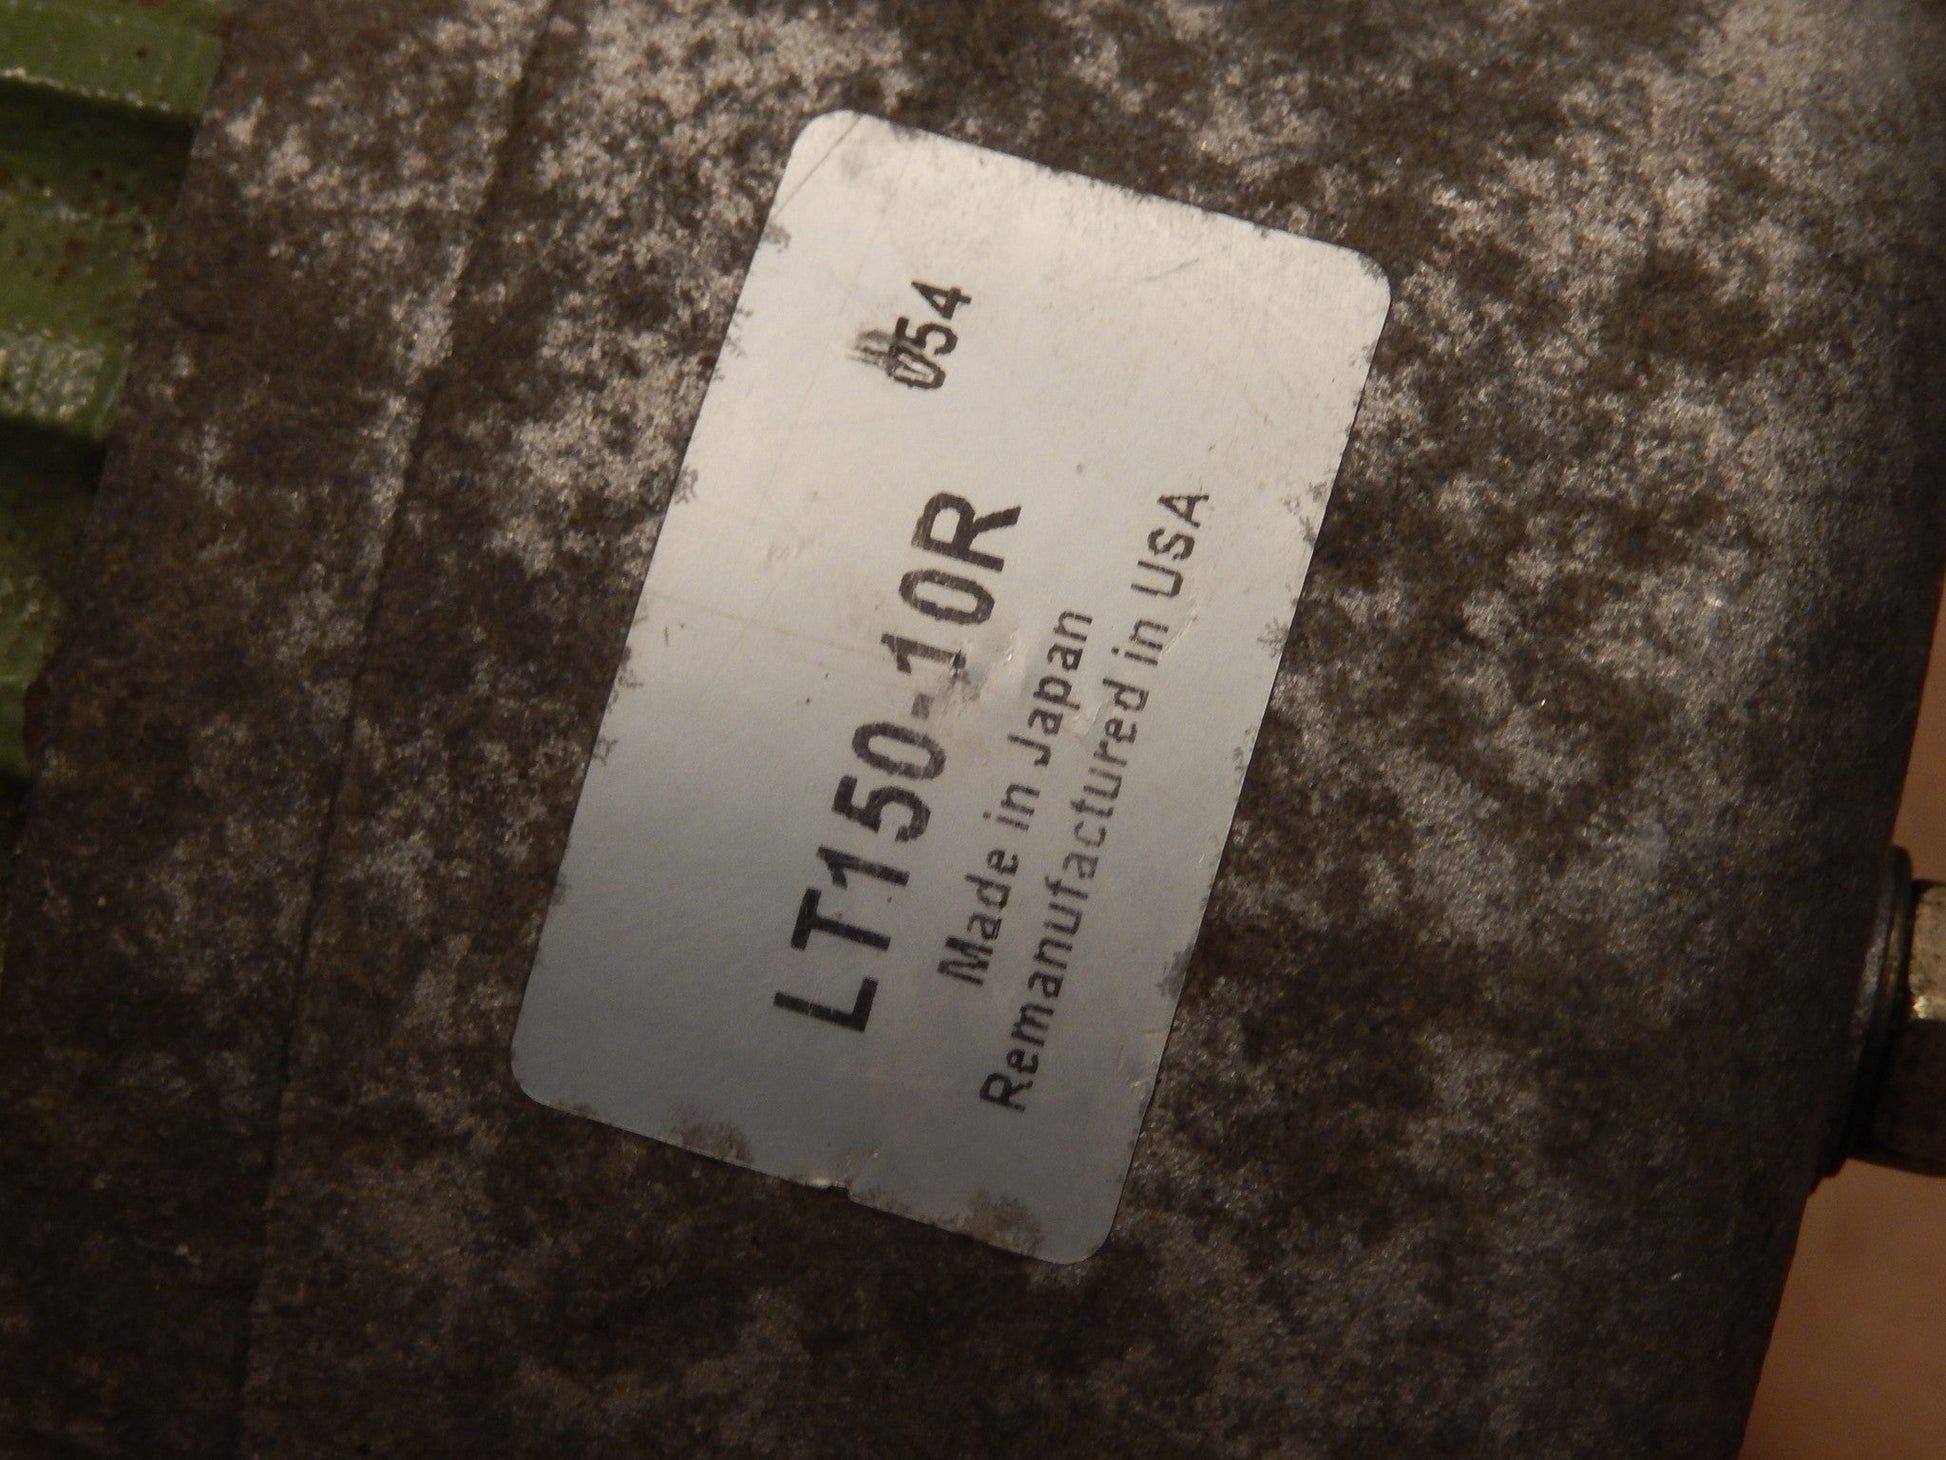 054
LT150-10R
Made in Japan
Remanufactured in USA